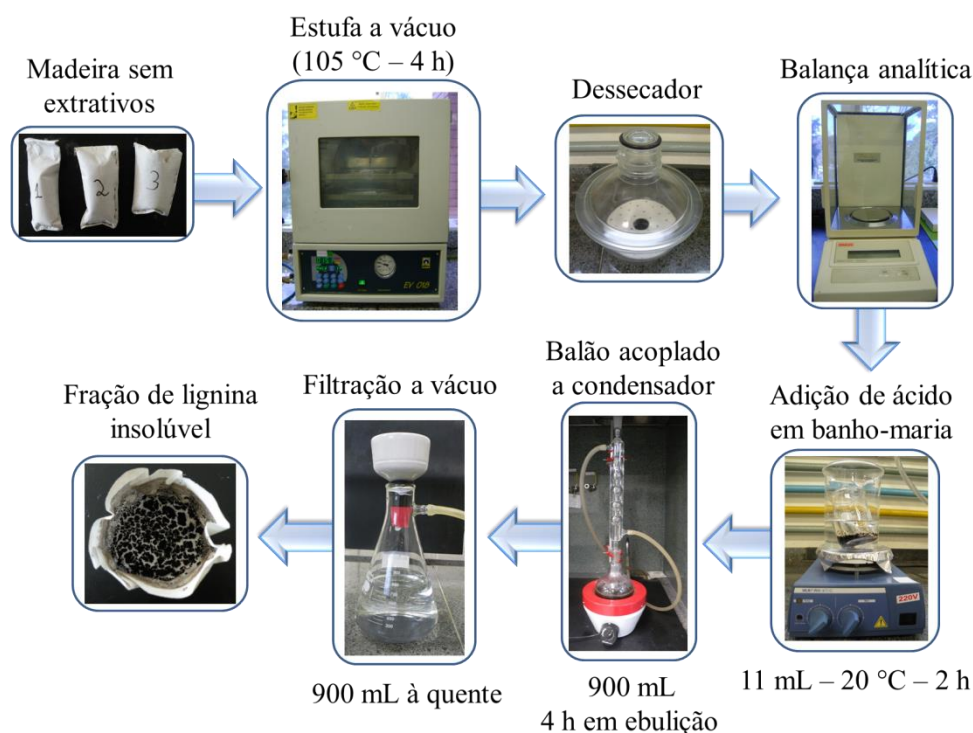 Madeira sem
extrativos
1
2
3
Estufa a vácuo
(105 °C – 4 h)
EV 018
Dessecador
Balança analítica
Adição de ácido
em banho-maria
220V
11 mL – 20 °C – 2 h
Balão acoplado
a condensador
900 mL
4 h em ebulição
Filtração a vácuo
900 mL à quente
Fração de lignina
insolúvel